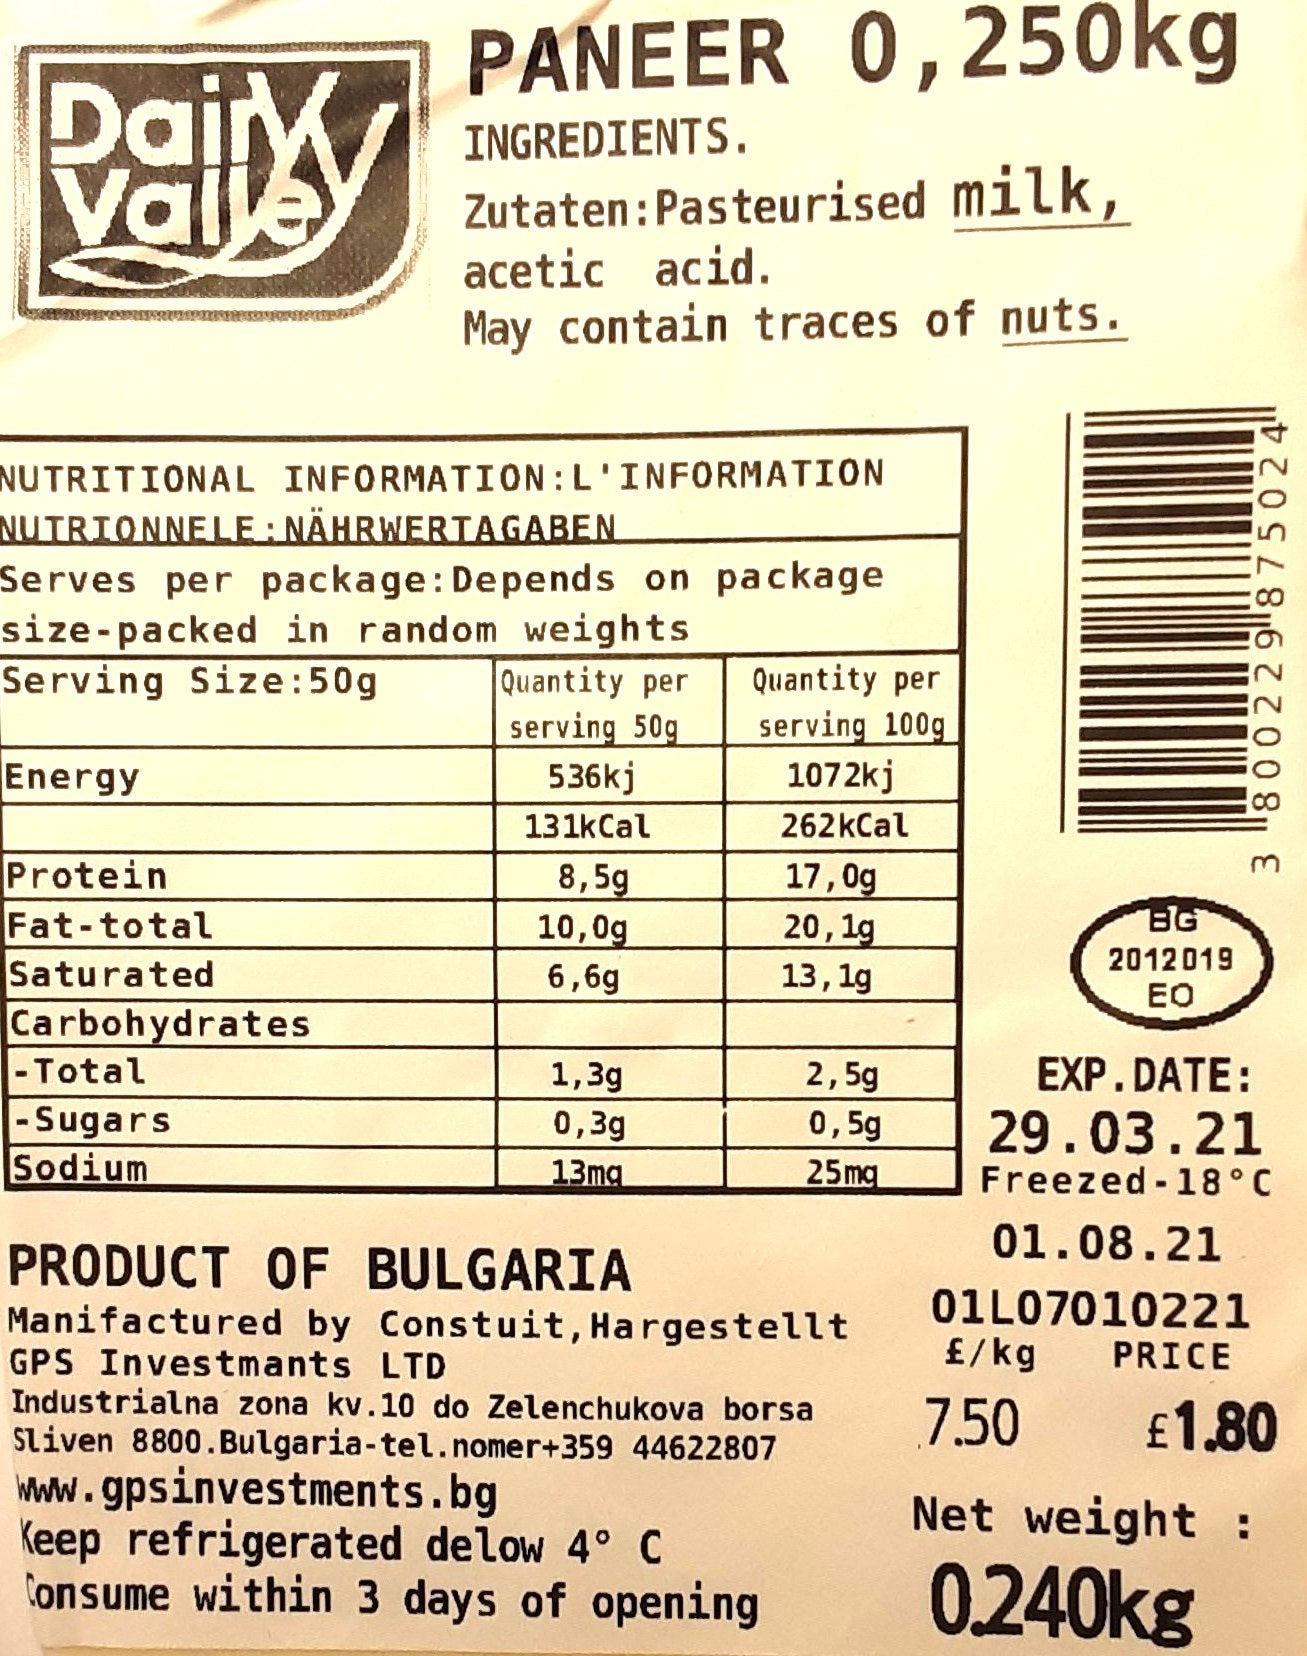 Dairy
Valley
PANEER 0,250kg
INGREDIENTS.
Zutaten:Pasteurised milk,
acetic acid.
May contain traces of nuts.
NUTRITIONAL INFORMATION:L'INFORMATION
NUTRIONNELE:NÄHRWERTAGABEN
Serves per package:Depends on package
size-packed in random weights
Serving Size:50g Quantity per serving 50g Quantity per serving 100g
Energy 536kj 1072kj
131kCal 262kCal
Protein 8,5g 17,0g
Fat-total 10,0g 20,1g
Saturated 6,6g 13,1g
Carbohydrates
-Total 1,3g 2,5g
-Sugars 0,3g 0,5g
Sodium 13mg 25mg
3 800229 875024
BG
2012019
EO
EXP.DATE:
29.03.21
Freezed-18°C
01.08.21
01L07010221
£/kg PRICE
7.50 £1.80
Net weight :
0.240kg
PRODUCT OF BULGARIA
Manifactured by Constuit,Hargestellt
GPS Investmants LTD
Industrialna zona kv.10 do Zelenchukova borsa
Sliven 8800.Bulgaria-tel.nomer+359 44622807
www.gpsinvestments.bg
Keep refrigerated delow 4° C
Consume within 3 days of opening